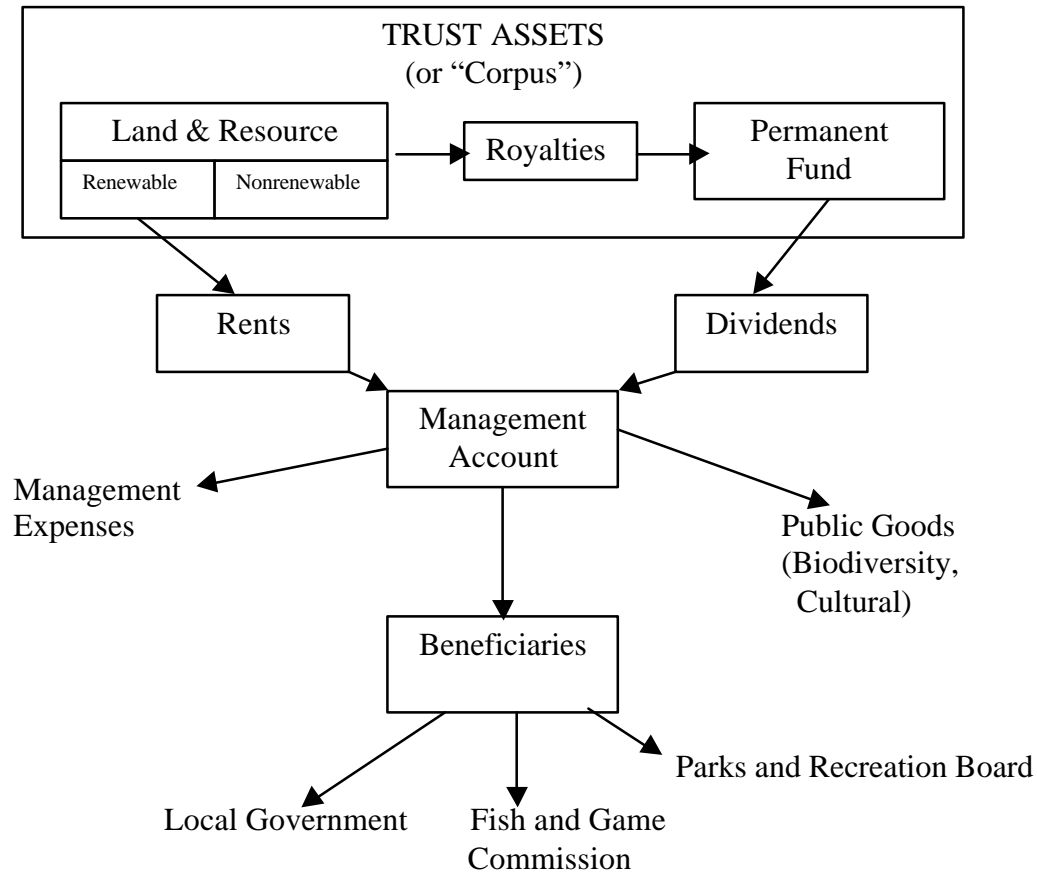 TRUST ASSETS
(or “Corpus”)
Land & Resource
Renewable
Nonrenewable
Royalties
Permanent
Fund
Rents
Dividends
Management
Account
Management
Expenses
Public Goods
(Biodiversity,
Cultural)
Beneficiaries
Parks and Recreation Board
Local Government
Fish and Game
Commission